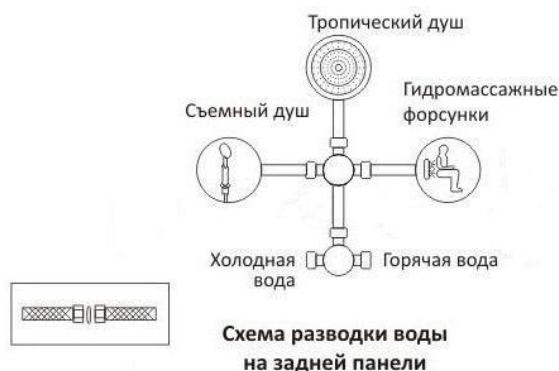 Тропический душ
Гидромассажные
форсунки
Съемный душ
Холодная
вода
Горячая вода
Схема разводки воды
на задней панели